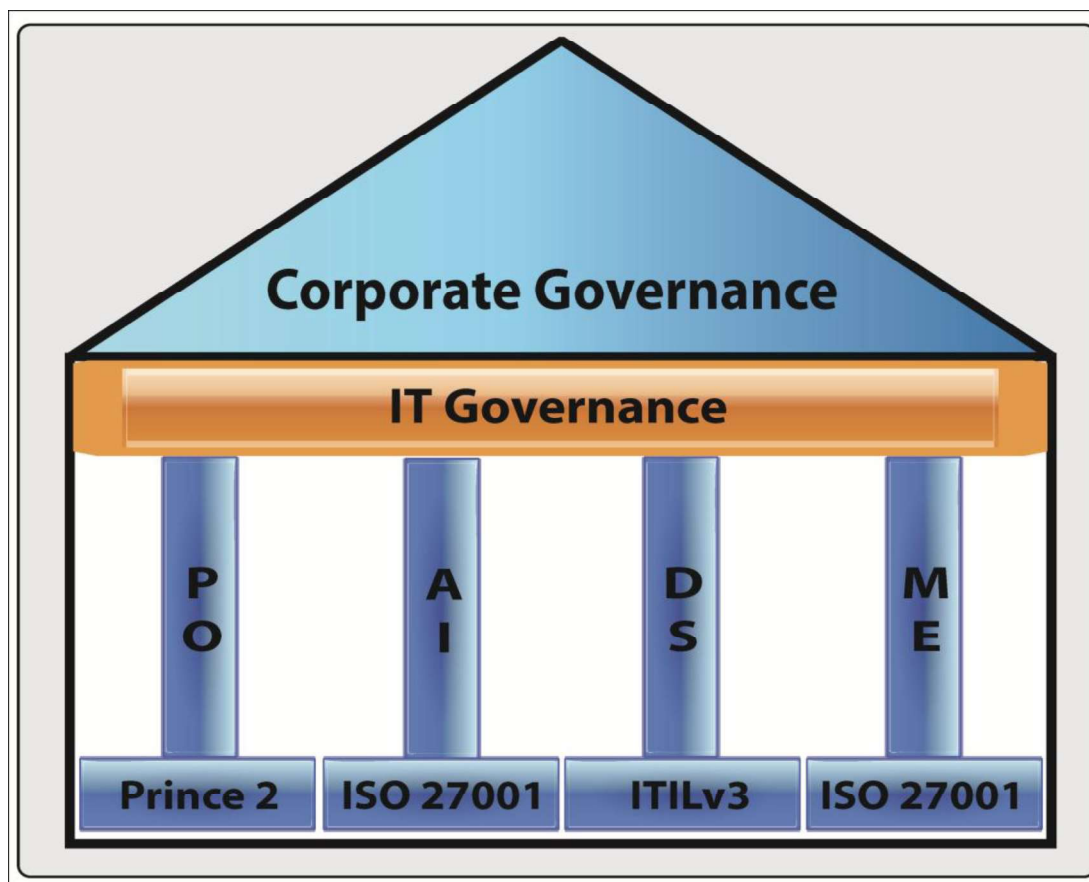 Corporate Governance
IT Governance
P
O
A
I
D
S
M
E
Prince 2
ISO 27001
ITILv3
ISO 27001